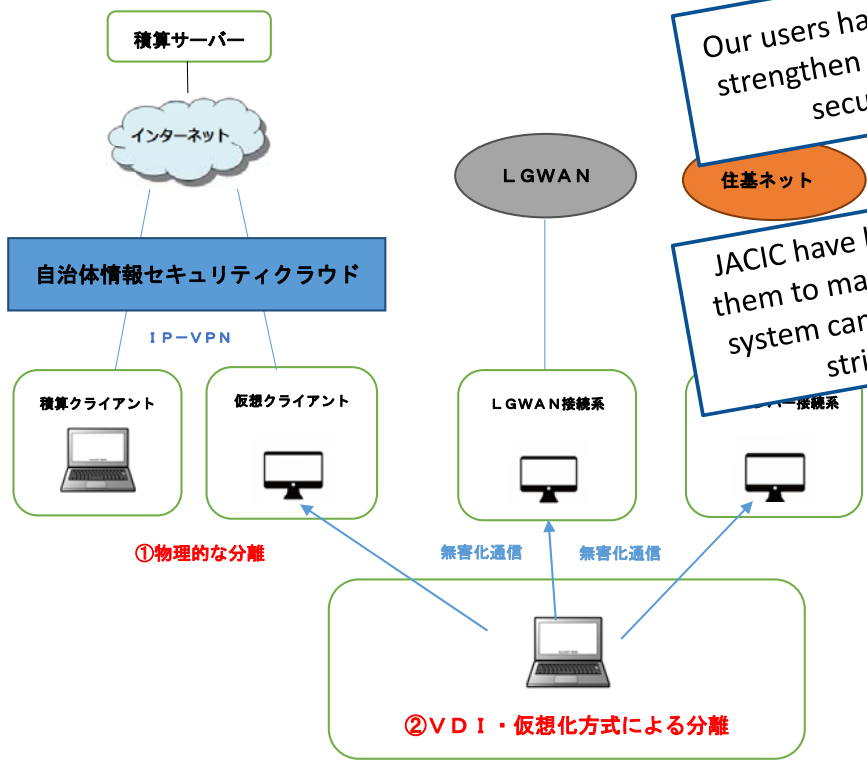 積算サーバー
Our users ha
strengthen
secu
インターネット
ＬＧＷＡＮ
住基ネット
自治体情報セキュリティクラウド
JACIC have
them to ma
system can
stri
ＩＰ－ＶＰＮ
積算クライアント
仮想クライアント
ＬＧＷＡＮ接続系
バー接続系
①物理的な分離
無害化通信
無害化通信
②ＶＤＩ・仮想化方式による分離